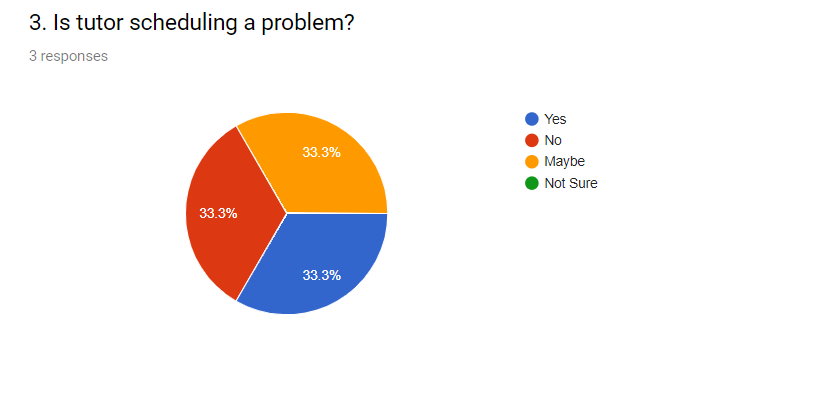 3. Is tutor scheduling a problem?
3 responses
33.3%
33.3%
33.3%
Yes
No
Maybe
Not Sure